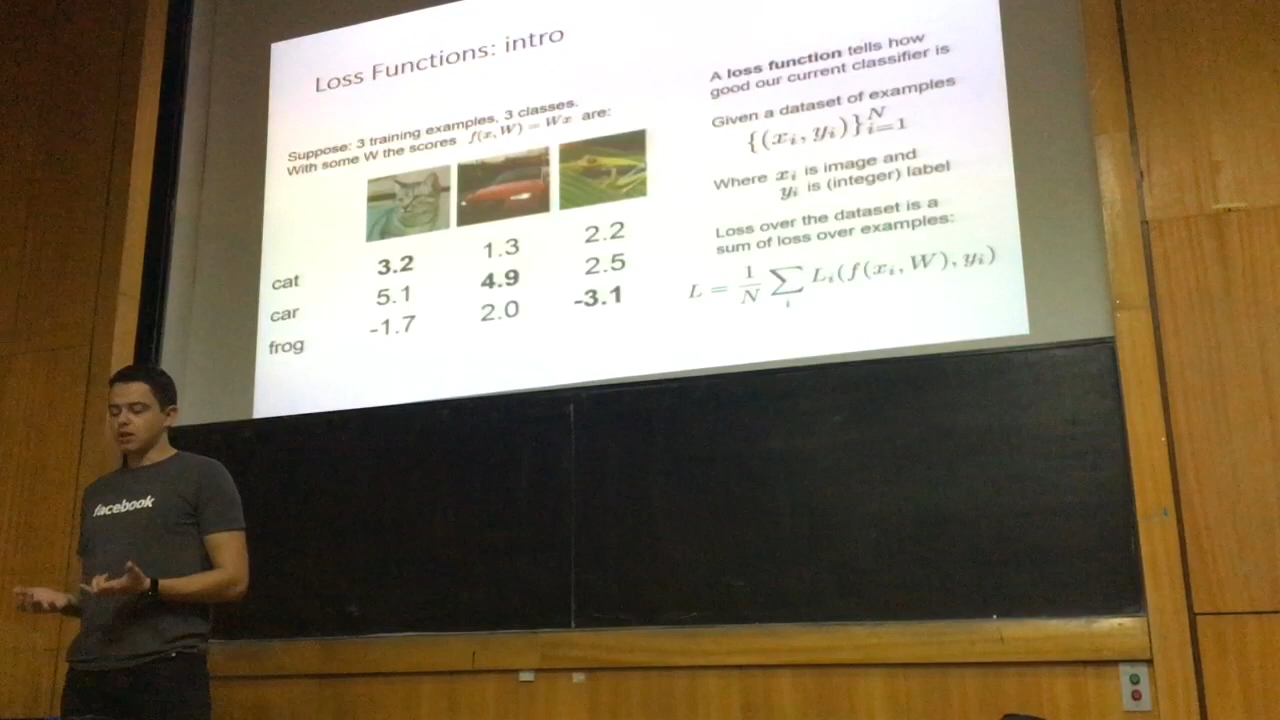 Loss Functions: intro
Suppose: 3 training examples, 3 classes.
With some W the scores f(x, W) = Wx are:
cat 3.2 1.3 2.2
car 5.1 4.9 2.5
frog -1.7 2.0 -3.1
A loss function tells how
good our current classifier is
Given a dataset of examples
{(x_i, y_i)}_{i=1}^N
Where x_i is image and
y_i is (integer) label
Loss over the dataset is a
sum of loss over examples:
L = \frac{1}{N} \sum_i L_i(f(x_i, W), y_i)
facebook